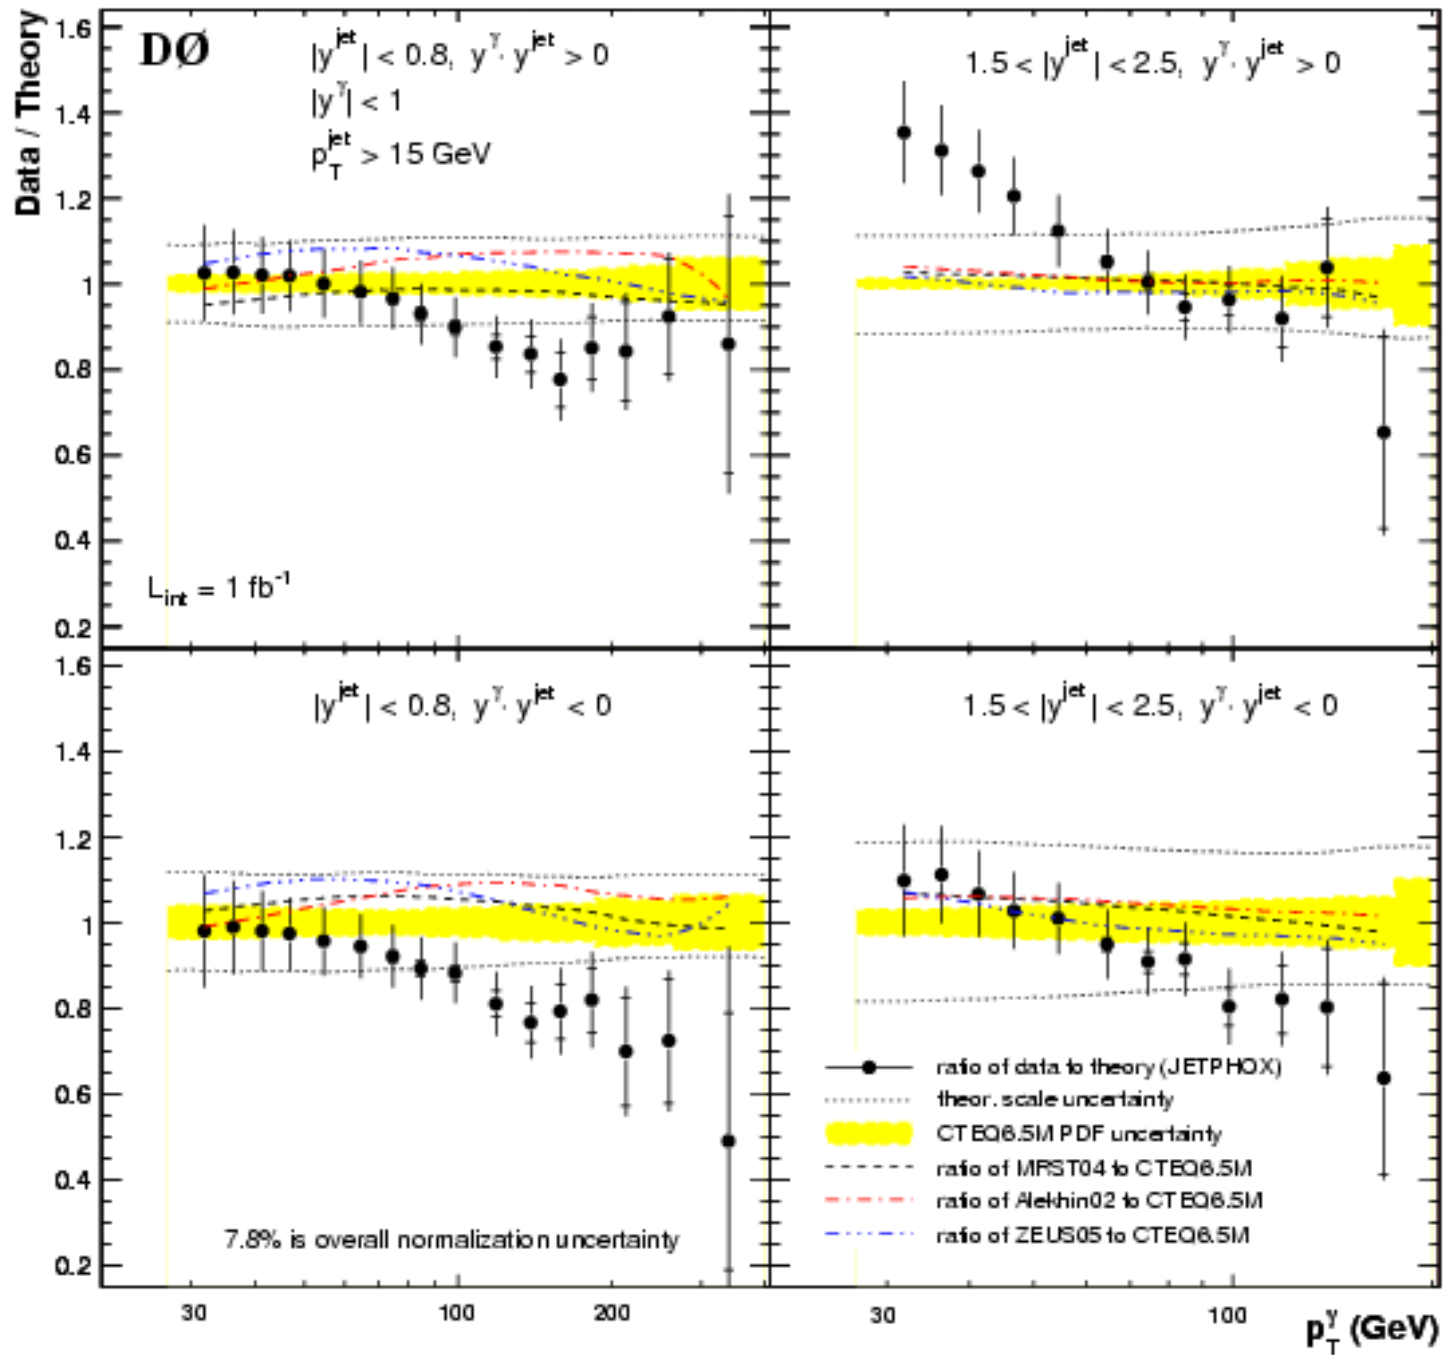 Data / Theory
DØ
|y^jet| < 0.8, y^γ· y^jet > 0
|y^γ| < 1
p_T^jet > 15 GeV
L_int = 1 fb^-1
1.6
1.4
1.2
1
0.8
0.6
0.4
0.2
1.5 < |y^jet| < 2.5, y^γ· y^jet > 0
|y^jet| < 0.8, y^γ· y^jet < 0
7.8% is overall normalization uncertainty
1.6
1.4
1.2
1
0.8
0.6
0.4
0.2
1.5 < |y^jet| < 2.5, y^γ· y^jet < 0
ratio of data to theory (JETPHOX)
theor. scale uncertainty
CTEQ6.5M PDF uncertainty
ratio of MRST04 to CTEQ6.5M
ratio of Alekhin02 to CTEQ6.5M
ratio of ZEUS05 to CTEQ6.5M
30 100 200
30 100
p_T^γ (GeV)